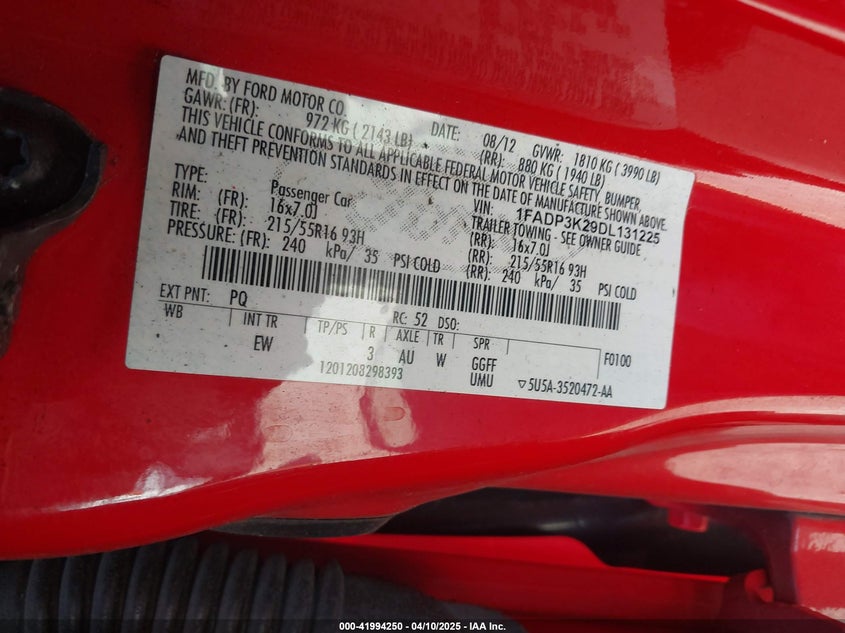 MFD. BY FORD MOTOR CO.
DATE: 08/12 GVWR: 1810 KG ( 3990 LB)
GAWR: (FR): 972 KG ( 2143 LB) (RR): 880 KG ( 1940 LB)
THIS VEHICLE CONFORMS TO ALL APPLICABLE FEDERAL MOTOR VEHICLE SAFETY, BUMPER,
AND THEFT PREVENTION STANDARDS IN EFFECT ON THE DATE OF MANUFACTURE SHOWN ABOVE.
VIN: 1FADP3K29DL131225
TYPE: Passenger Car TRAILER TOWING - SEE OWNER GUIDE
RIM: (FR): 16x7.0J (RR): 16x7.0J
TIRE: (FR): 215/55R16 93H (RR): 215/55R16 93H
PRESSURE: (FR): 240 kPa/ 35 PSI COLD (RR): 240 kPa/ 35 PSI COLD
EXT PNT: PQ RC: 52 DSO:
WB INT TR TP/PS R AXLE TR SPR F0100
EW 3 AU W GGFF
1201208298393 UMU ▽5U5A-3520472-AA
000-41994250 - 04/10/2025 - IAA Inc.